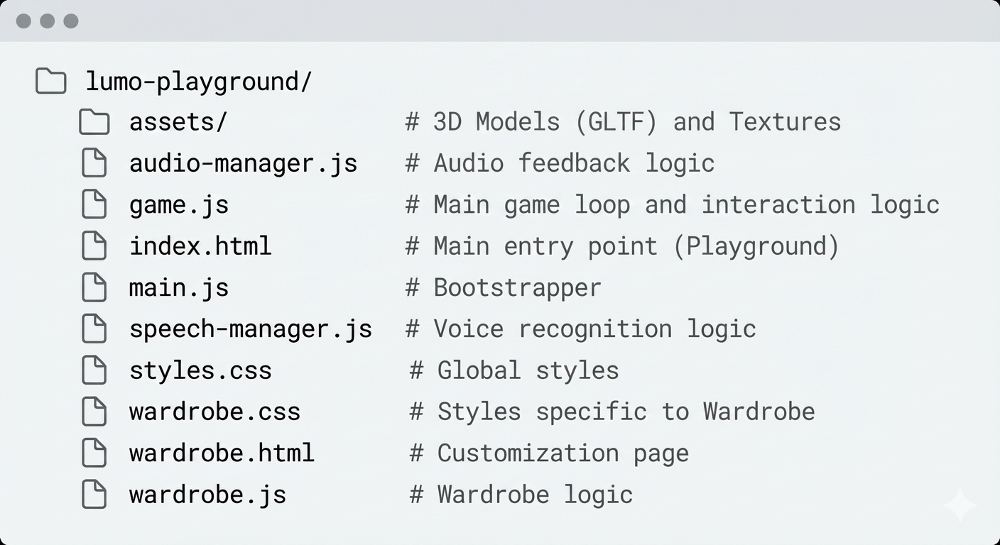 lumo-playground/
assets/ # 3D Models (GLTF) and Textures
audio-manager.js # Audio feedback logic
game.js # Main game loop and interaction logic
index.html # Main entry point (Playground)
main.js # Bootstrapper
speech-manager.js # Voice recognition logic
styles.css # Global styles
wardrobe.css # Styles specific to Wardrobe
wardrobe.html # Customization page
wardrobe.js # Wardrobe logic